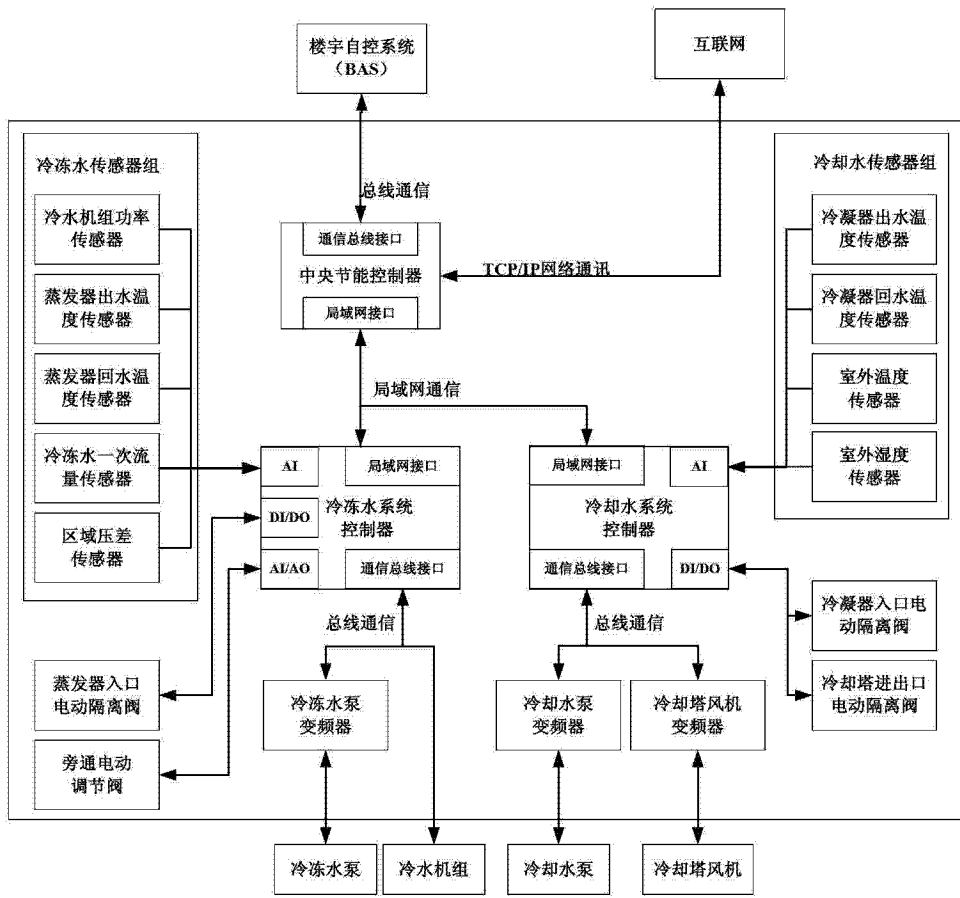 楼宇自控系统
（BAS）
互联网
冷冻水传感器组
冷却水传感器组
总线通信
冷水机组功率
传感器
冷凝器出水温
度传感器
通信总线接口
中央节能控制器
TCP/IP网络通讯
局域网接口
蒸发器出水温
度传感器
冷凝器回水温
度传感器
蒸发器回水温
度传感器
室外温度
传感器
局域网通信
冷冻水一次流
量传感器
室外湿度
传感器
AI
局域网接口
冷冻水系统
控制器
DI/DO
AI/AO
通信总线接口
局域网接口
AI
冷却水系统
控制器
通信总线接口
DI/DO
区域压差
传感器
总线通信
总线通信
冷凝器入口电
动隔离阀
蒸发器入口
电动隔离阀
冷冻水泵
变频器
冷却水泵
变频器
冷却塔风机
变频器
冷却塔进出口
电动隔离阀
旁通电动
调节阀
冷冻水泵
冷水机组
冷却水泵
冷却塔风机